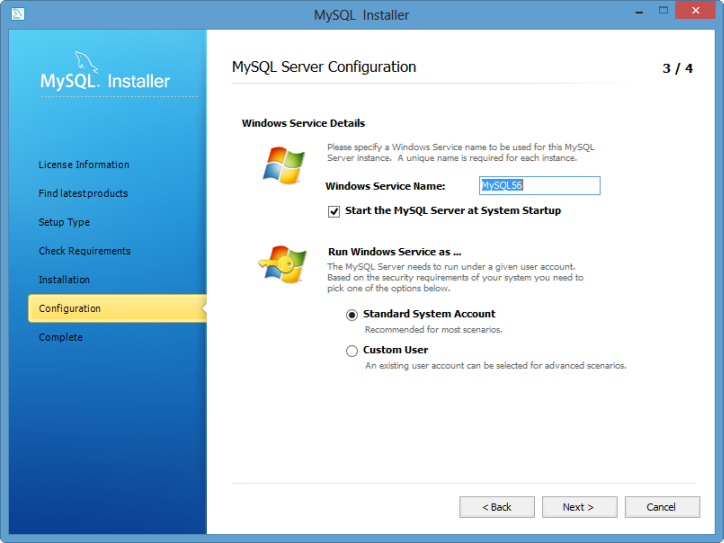 MySQL Installer
MySQL. Installer
License Information
Find latest products
Setup Type
Check Requirements
Installation
Configuration
Complete
MySQL Server Configuration
3 / 4
Windows Service Details
Please specify a Windows Service name to be used for this MySQL
Server instance. A unique name is required for each instance.
Windows Service Name:
MySQL56
Start the MySQL Server at System Startup
Run Windows Service as ...
The MySQL Server needs to run under a given user account.
Based on the security requirements of your system you need to
pick one of the options below.
Standard System Account
Recommended for most scenarios.
Custom User
An existing user account can be selected for advanced scenarios.
< Back
Next >
Cancel